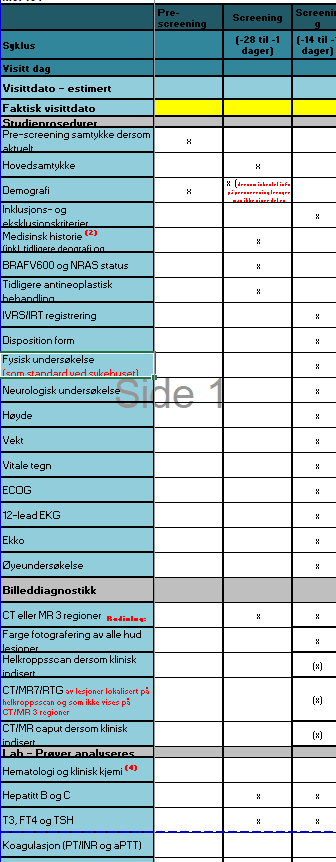 Pre-
screening
Screening
Screenin
g
Syklus
(-28 til -1
dager)
(-14 til -1
dager)
Visitt dag
Visittdato - estimert
Faktisk visittdato
Studieprosedyrer
Pre-screening samtykke dersom
aktuelt
x
Hovedsamtykke
x
Demografi
x
x (dersom inkodel info
Inklusjons- og
eksklusjonskriterier
x
Medisinsk historie (2)
(inkl tidligere deografi og
x
BRAFV600 og NRAS status
x
Tidligere antineoplastisk
behandling
x
IVRS/IRT registrering
x
Disposition form
x
Fysisk undersøkelse
(som standard ved sykehuset)
x
Nevrologisk undersøkelse
x
Side 1
Høyde
x
Vekt
x
Vitale tegn
x
ECOG
x
12-lead EKG
x
Ekko
x
Øyeundersøkelse
x
Billeddiagnostikk
CT eller MR 3 regioner
x
x
Farge fotografering av alle hud
lesjoner
x
Helkroppsscan dersom klinisk
indisert
(x)
CT/MR?/RTG av lesjoner lokalisert på
helkroppsscan og som ikke vises på
CT/MR 3 regioner
(x)
CT/MR caput dersom klinisk
indisert
(x)
Lab - Prøver analyseres
Hematologi og klinisk kjemi (4)
Hepatitt B og C
x
x
T3, FT4 og TSH
x
x
Koagulasjon (PT/INR og aPTT)